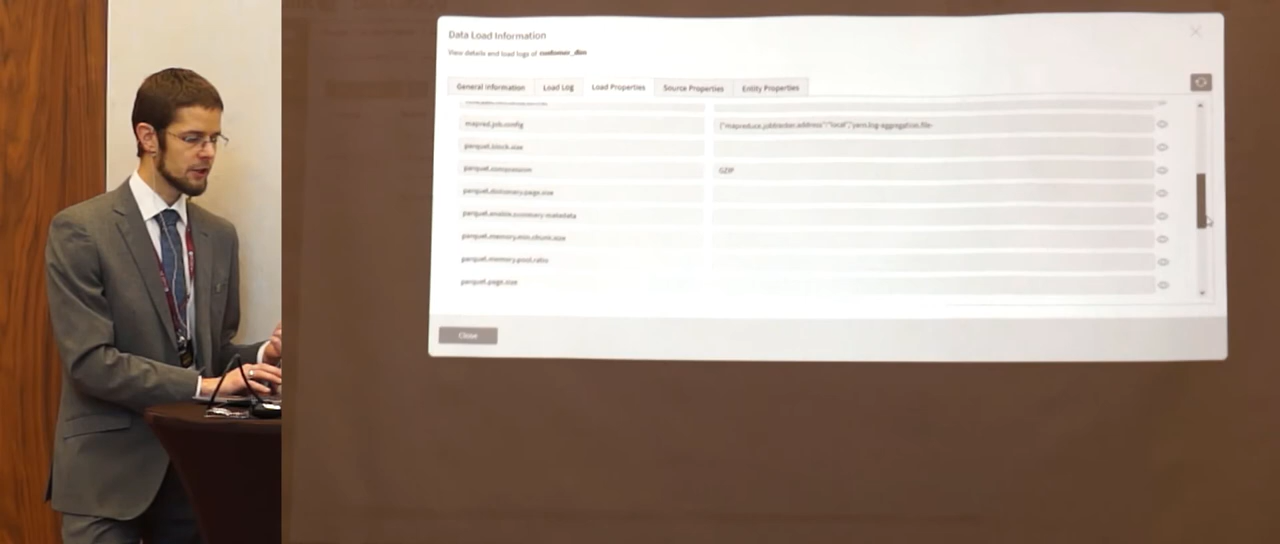 Data Load Information
View details and load logs of customer_dim
General Information Load Log Load Properties Source Properties Entity Properties
mapred.job.config {"mapreduce.jobtracker.address":"local","yarn.log-aggregation.file-
parquet.block.size
parquet.compression GZIP
parquet.dictionary.page.size
parquet.enable.summary-metadata
parquet.memory.min.chunk.size
parquet.memory.pool.ratio
parquet.page.size
Close